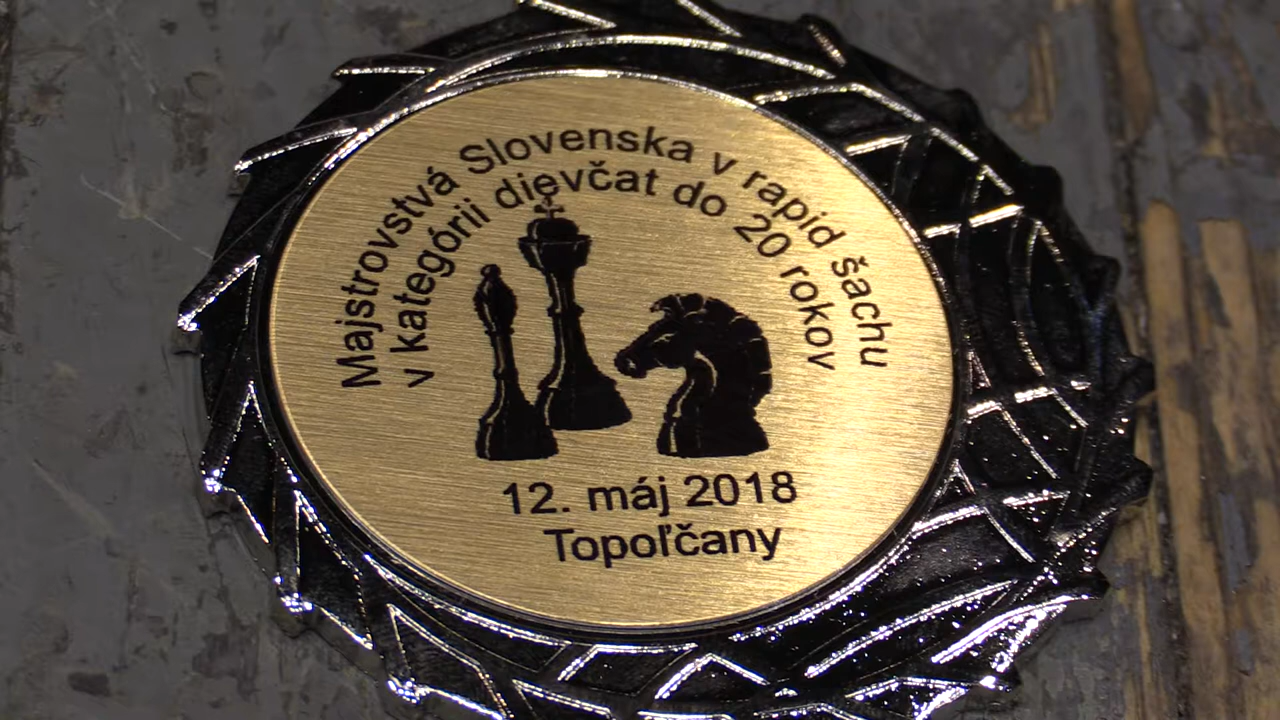 Majstrovstvá Slovenska v rapid šachu
v kategórii dievčat do 20 rokov
12. máj 2018
Topoľčany